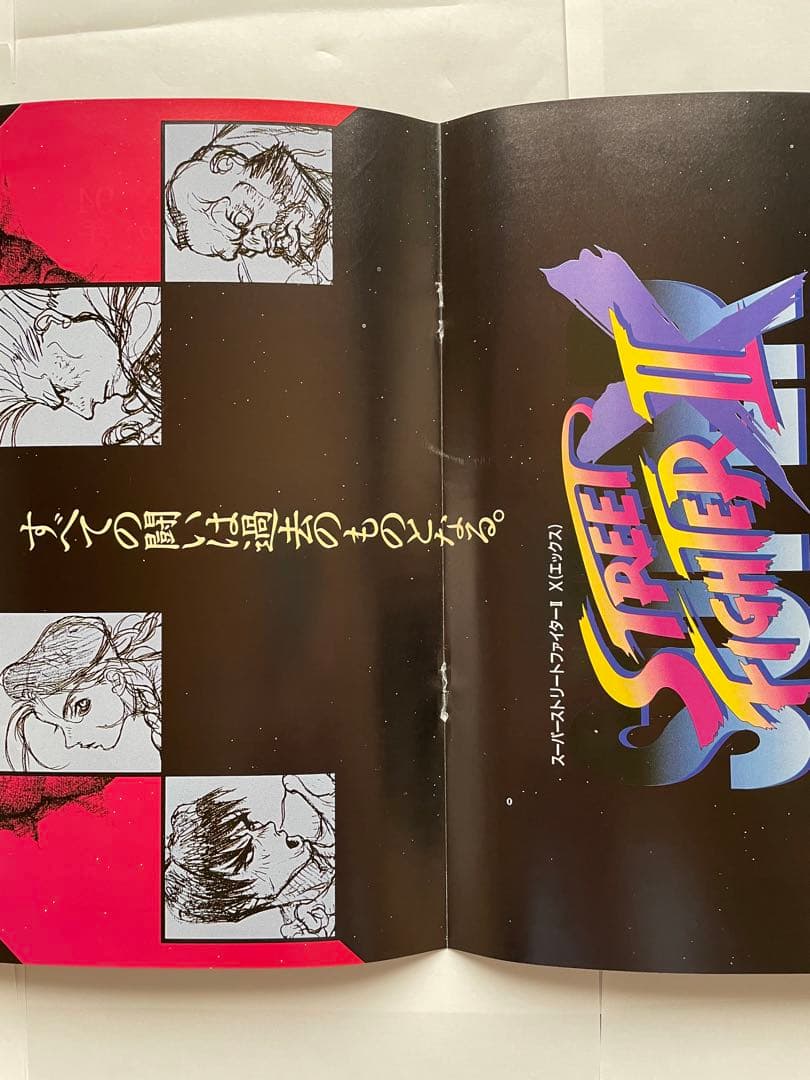 すべての闘いは過去のものとなる。
スーパーストリートファイターⅡ X(エックス)
STREET
FIGHTER II
X